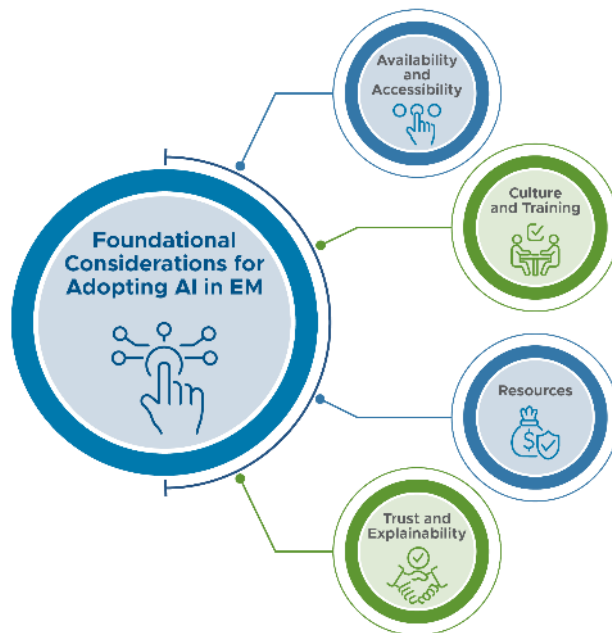 Availability
and
Accessibility
Culture
and Training
Foundational
Considerations for
Adopting AI in EM
Resources
$
Trust and
Explainability